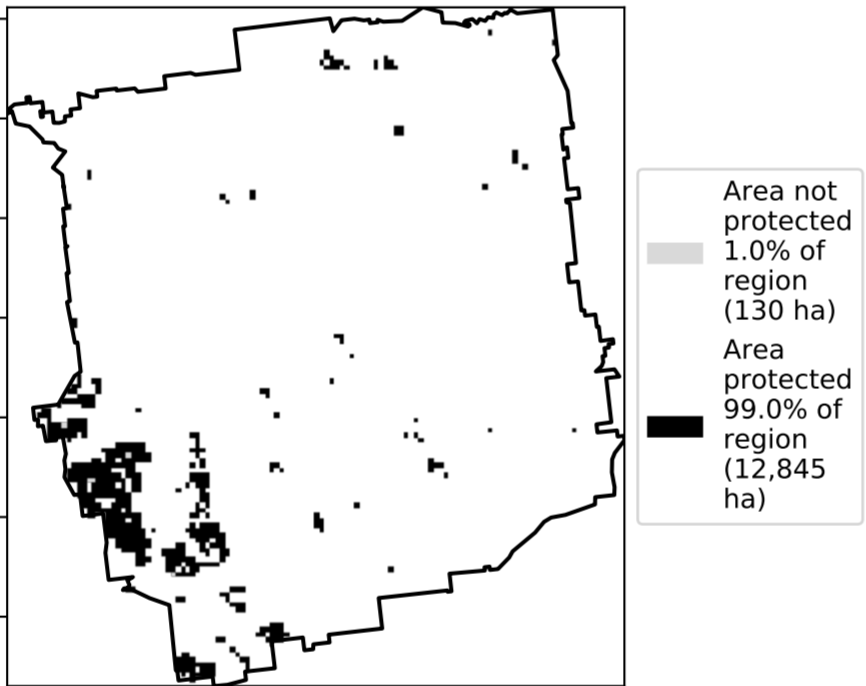 Area not
protected
1.0% of
region
(130 ha)
Area
protected
99.0% of
region
(12,845
ha)